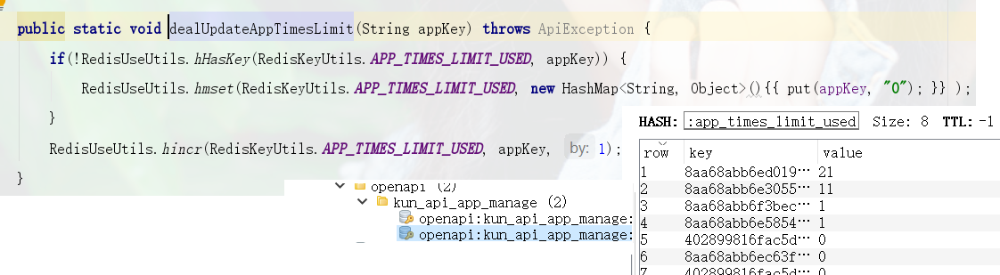 public static void dealUpdateAppTimesLimit(String appKey) throws ApiException {
if(!RedisUseUtils.hHasKey(RedisKeyUtils.APP_TIMES_LIMIT_USED, appKey)) {
RedisUseUtils.hmset(RedisKeyUtils.APP_TIMES_LIMIT_USED, new HashMap<String, Object>(){{ put(appKey, "0"); }} );
}
RedisUseUtils.hincr(RedisKeyUtils.APP_TIMES_LIMIT_USED, appKey, by: 1);
}
HASH: :app_times_limit_used Size: 8 TTL: -1
row key value
1 8aa68abb6ed019… 21
2 8aa68abb6e3055… 11
3 8aa68abb6f3bec… 1
4 8aa68abb6e5854… 1
5 402899816fac5d… 0
6 8aa68abb6ec63f… 0
7 402899816fac5d… 0
openapi (2)
kun_api_app_manage (2)
openapi:kun_api_app_manage:
openapi:kun_api_app_manage: